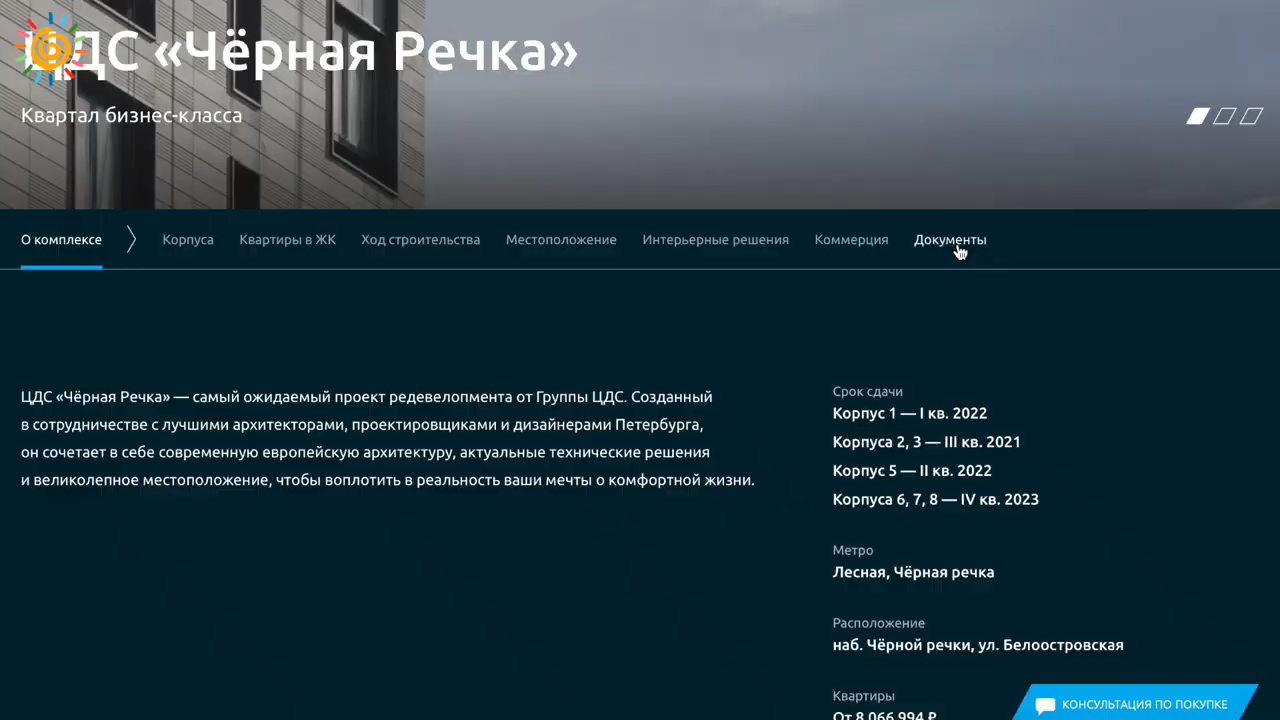 ЦДС «Чёрная Речка»
Квартал бизнес-класса
О комплексе
Корпуса
Квартиры в ЖК
Ход строительства
Местоположение
Интерьерные решения
Коммерция
Документы
ЦДС «Чёрная Речка» — самый ожидаемый проект редевелопмента от Группы ЦДС. Созданный
в сотрудничестве с лучшими архитекторами, проектировщиками и дизайнерами Петербурга,
он сочетает в себе современную европейскую архитектуру, актуальные технические решения
и великолепное местоположение, чтобы воплотить в реальность ваши мечты о комфортной жизни.
Срок сдачи
Корпус 1 — I кв. 2022
Корпуса 2, 3 — III кв. 2021
Корпус 5 — II кв. 2022
Корпуса 6, 7, 8 — IV кв. 2023
Метро
Лесная, Чёрная речка
Расположение
наб. Чёрной речки, ул. Белоостровская
Квартиры
От 8 066 994 ₽
КОНСУЛЬТАЦИЯ ПО ПОКУПКЕ